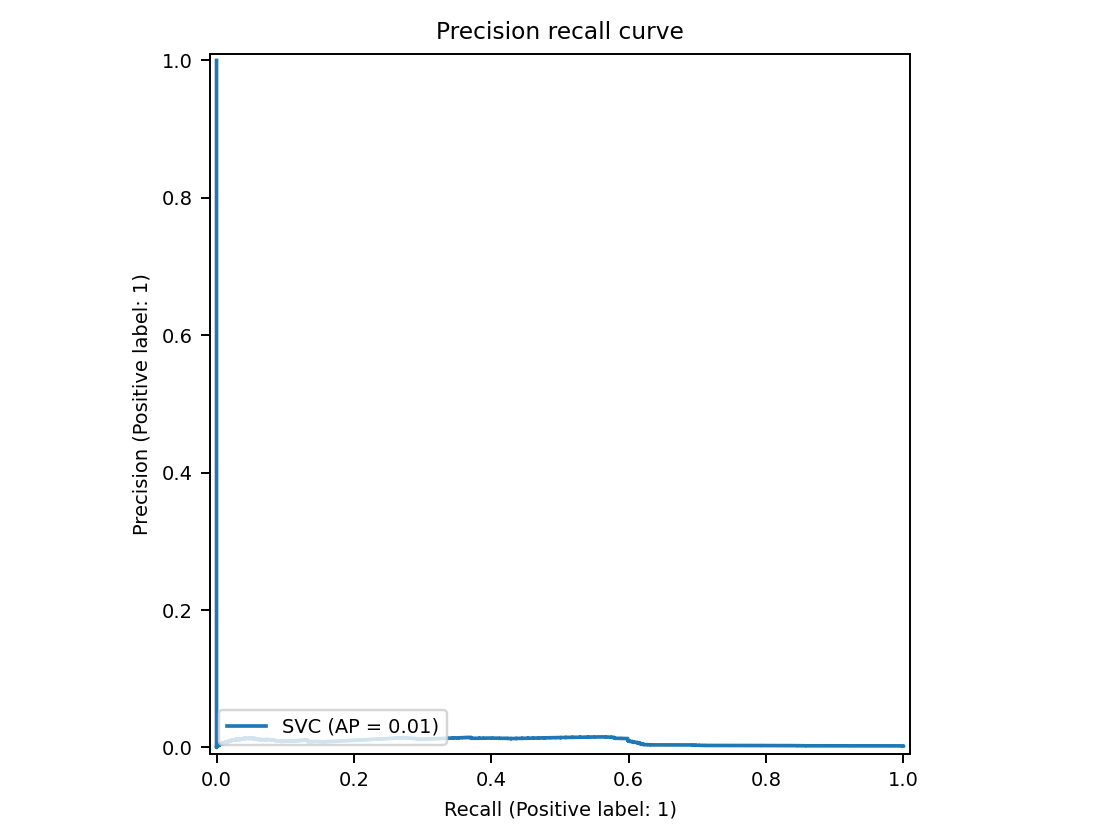 Precision recall curve
1.0
0.8
0.6
0.4
0.2
0.0
Precision (Positive label: 1)
SVC (AP = 0.01)
0.0 0.2 0.4 0.6 0.8 1.0
Recall (Positive label: 1)